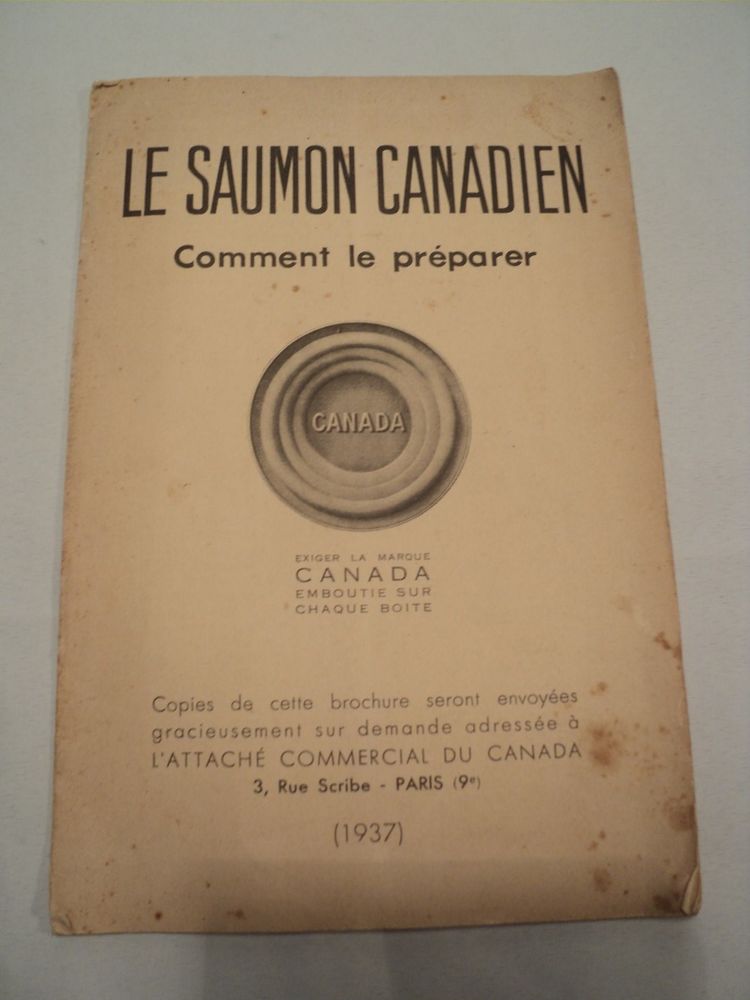 LE SAUMON CANADIEN
Comment le préparer
CANADA
EXIGER LA MARQUE
CANADA
EMBOUTIE SUR
CHAQUE BOITE
Copies de cette brochure seront envoyées
gracieusement sur demande adressée à
L'ATTACHÉ COMMERCIAL DU CANADA
3, Rue Scribe - PARIS (9e)
(1937)